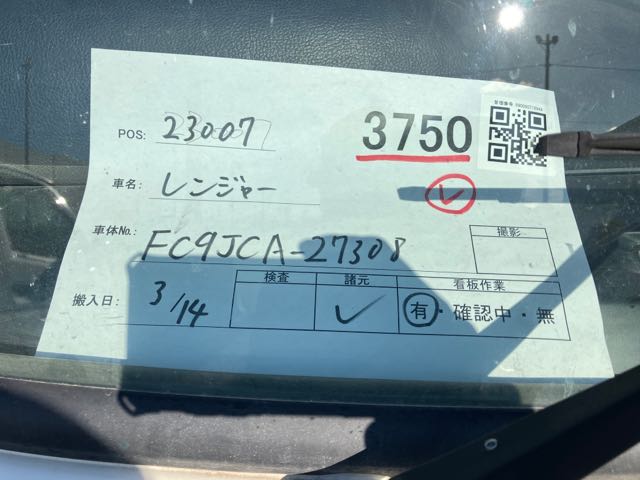 POS: 23007
3750
車名: レンジャー
車体No.: FC9JCA-27308
撮影
搬入日: 3/14
検査 諸元 看板作業
有・確認中・無